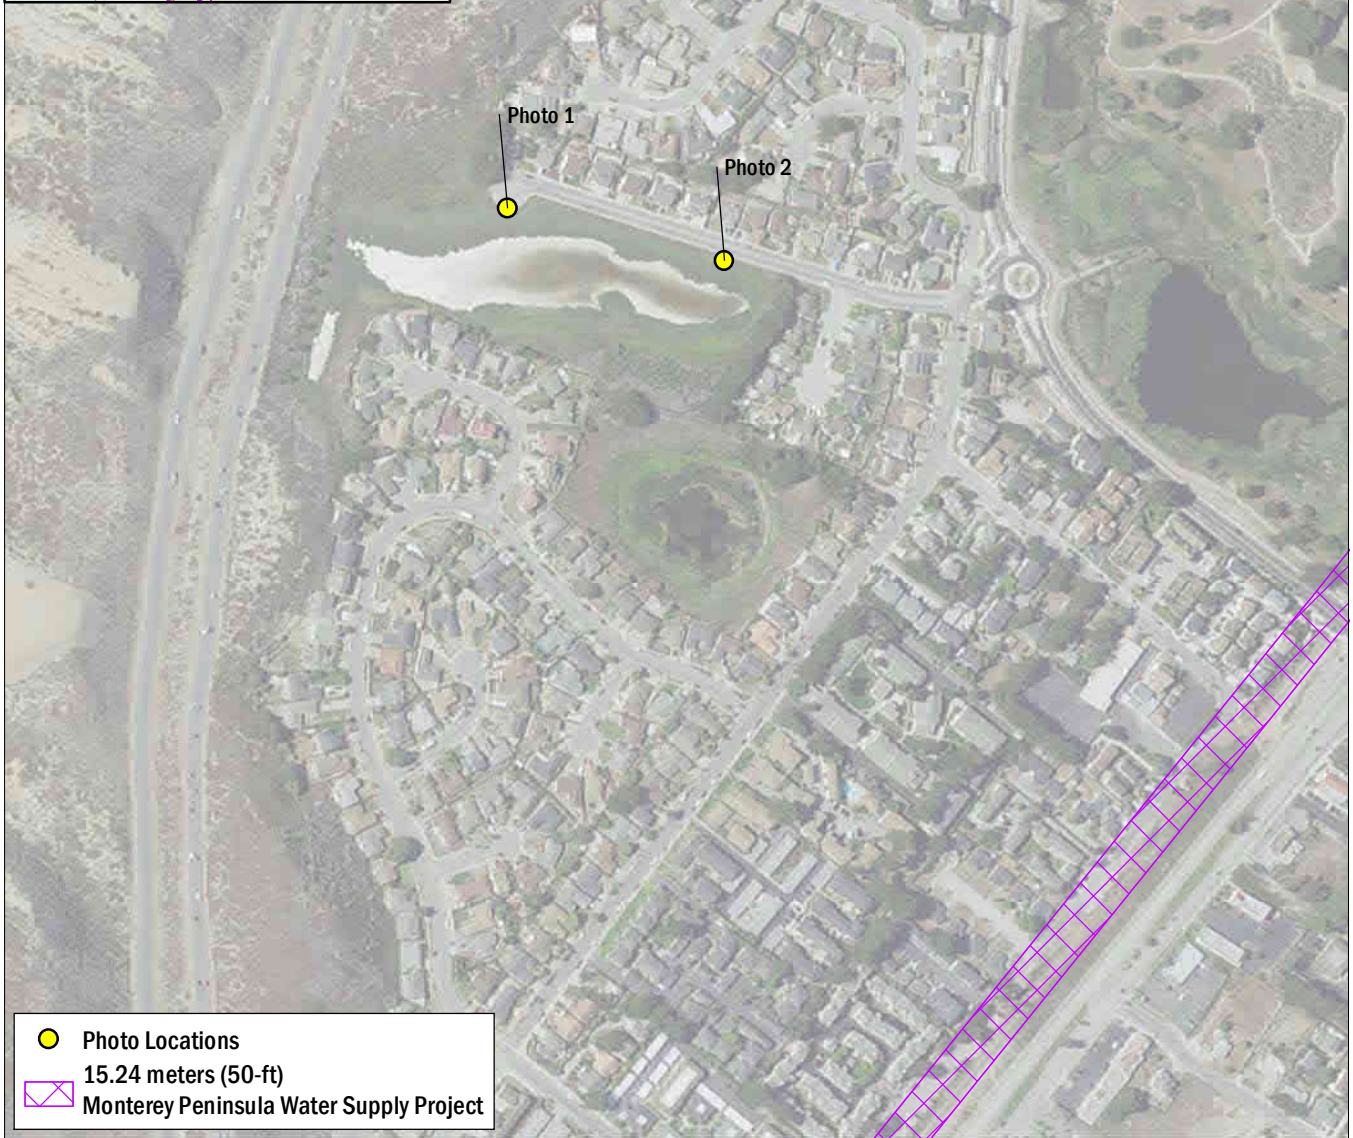 Photo 1
Photo 2
Photo Locations
15.24 meters (50-ft)
Monterey Peninsula Water Supply Project